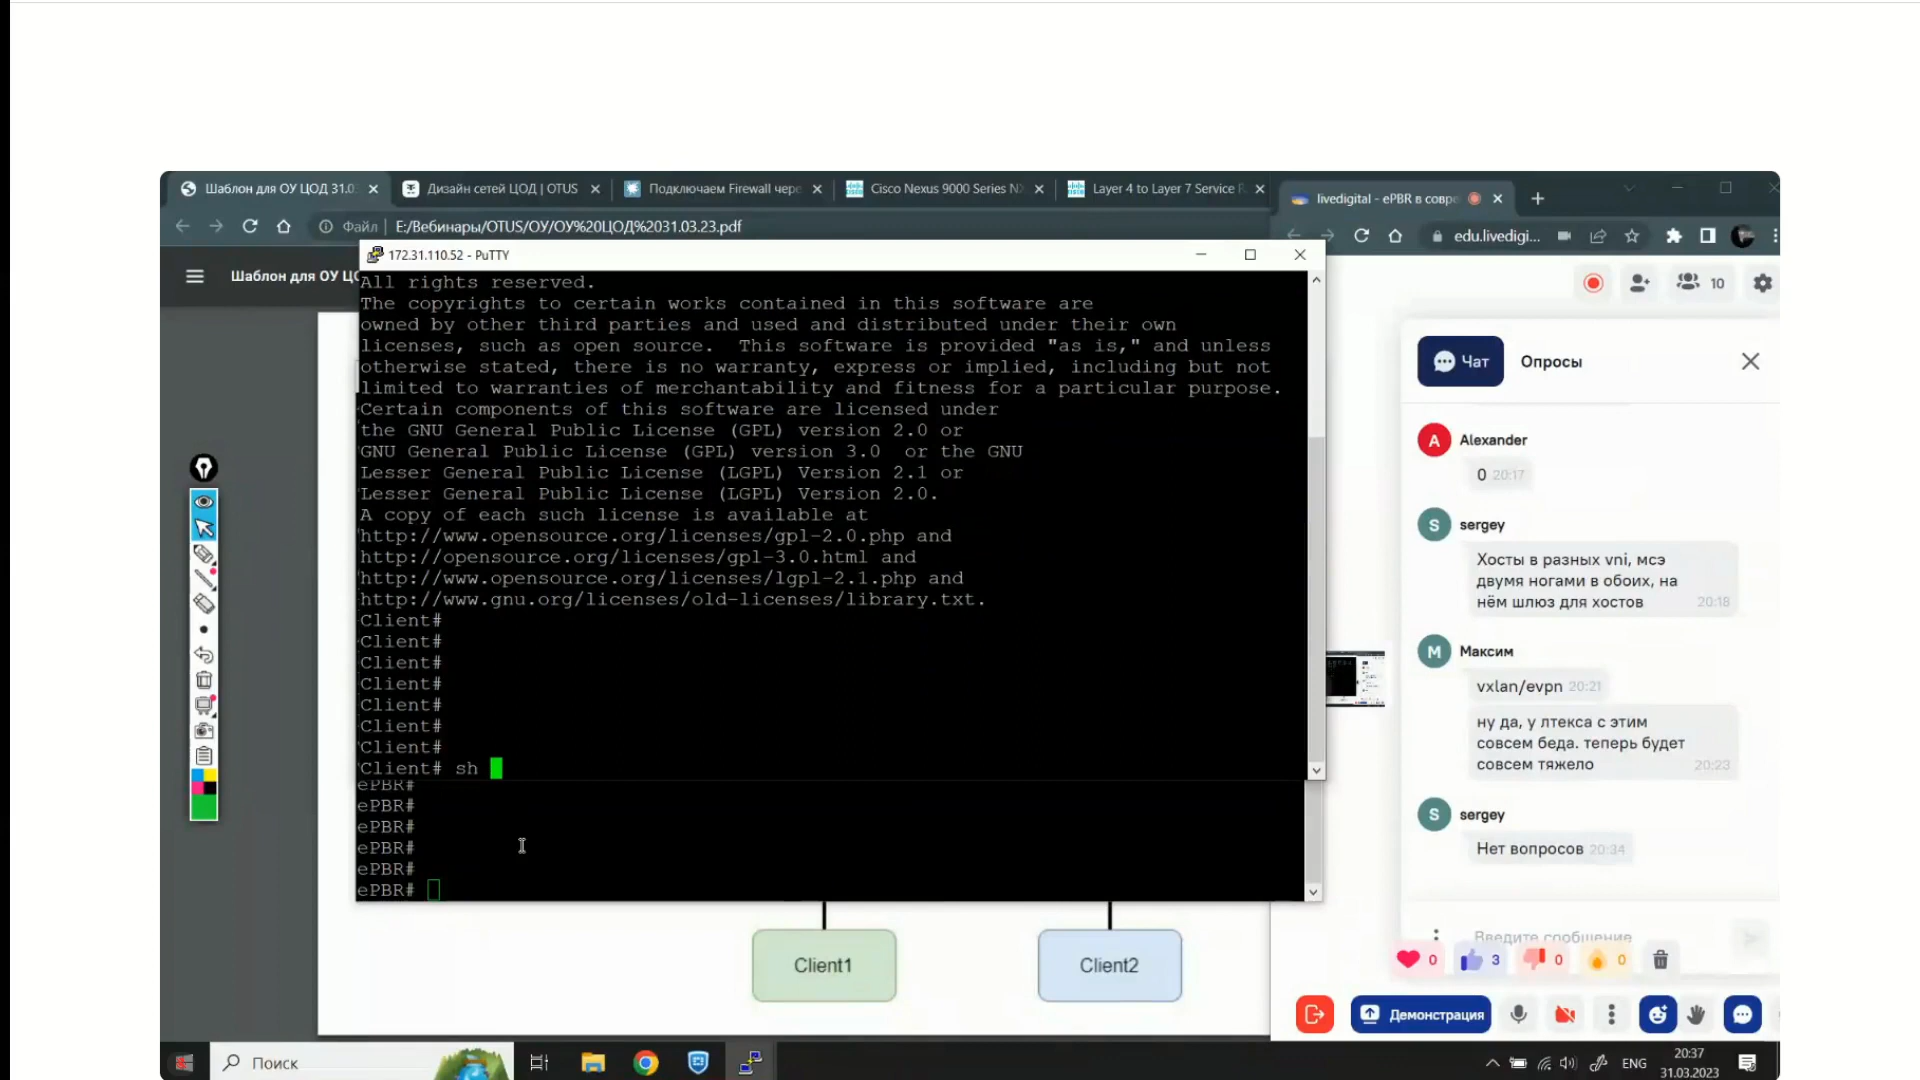 Шаблон для ОУ ЦОД 31.0
Дизайн сетей ЦОД | OTUS
Подключаем Firewall чере
Cisco Nexus 9000 Series NX
Layer 4 to Layer 7 Service R
livedigital - ePBR в совре
Файл
E:/Вебинары/OTUS/ОУ/ОУ%20ЦОД%2031.03.23.pdf
edu.livedigi...
Шаблон для ОУ ЦО
172.31.110.52 - PuTTY
All rights reserved.
The copyrights to certain works contained in this software are
owned by other third parties and used and distributed under their own
licenses, such as open source.  This software is provided "as is," and unless
otherwise stated, there is no warranty, express or implied, including but not
limited to warranties of merchantability and fitness for a particular purpose.
Certain components of this software are licensed under
the GNU General Public License (GPL) version 2.0 or
GNU General Public License (GPL) version 3.0  or the GNU
Lesser General Public License (LGPL) Version 2.1 or
Lesser General Public License (LGPL) Version 2.0.
A copy of each such license is available at
http://www.opensource.org/licenses/gpl-2.0.php and
http://opensource.org/licenses/gpl-3.0.html and
http://www.opensource.org/licenses/lgpl-2.1.php and
http://www.gnu.org/licenses/old-licenses/library.txt.
Client#
Client#
Client#
Client#
Client#
Client#
Client#
Client# sh
ePBR#
ePBR#
ePBR#
ePBR#
ePBR#
ePBR#
Client1
Client2
10
Чат
Опросы
A
Alexander
0 20:17
S
sergey
Хосты в разных vni, мсэ
двумя ногами в обоих, на
нём шлюз для хостов 20:18
М
Максим
vxlan/evpn 20:21
ну да, у лтекса с этим
совсем беда. теперь будет
совсем тяжело 20:23
S
sergey
Нет вопросов 20:34
Введите сообщение
0
3
0
0
Демонстрация
Поиск
ENG
20:37
31.03.2023